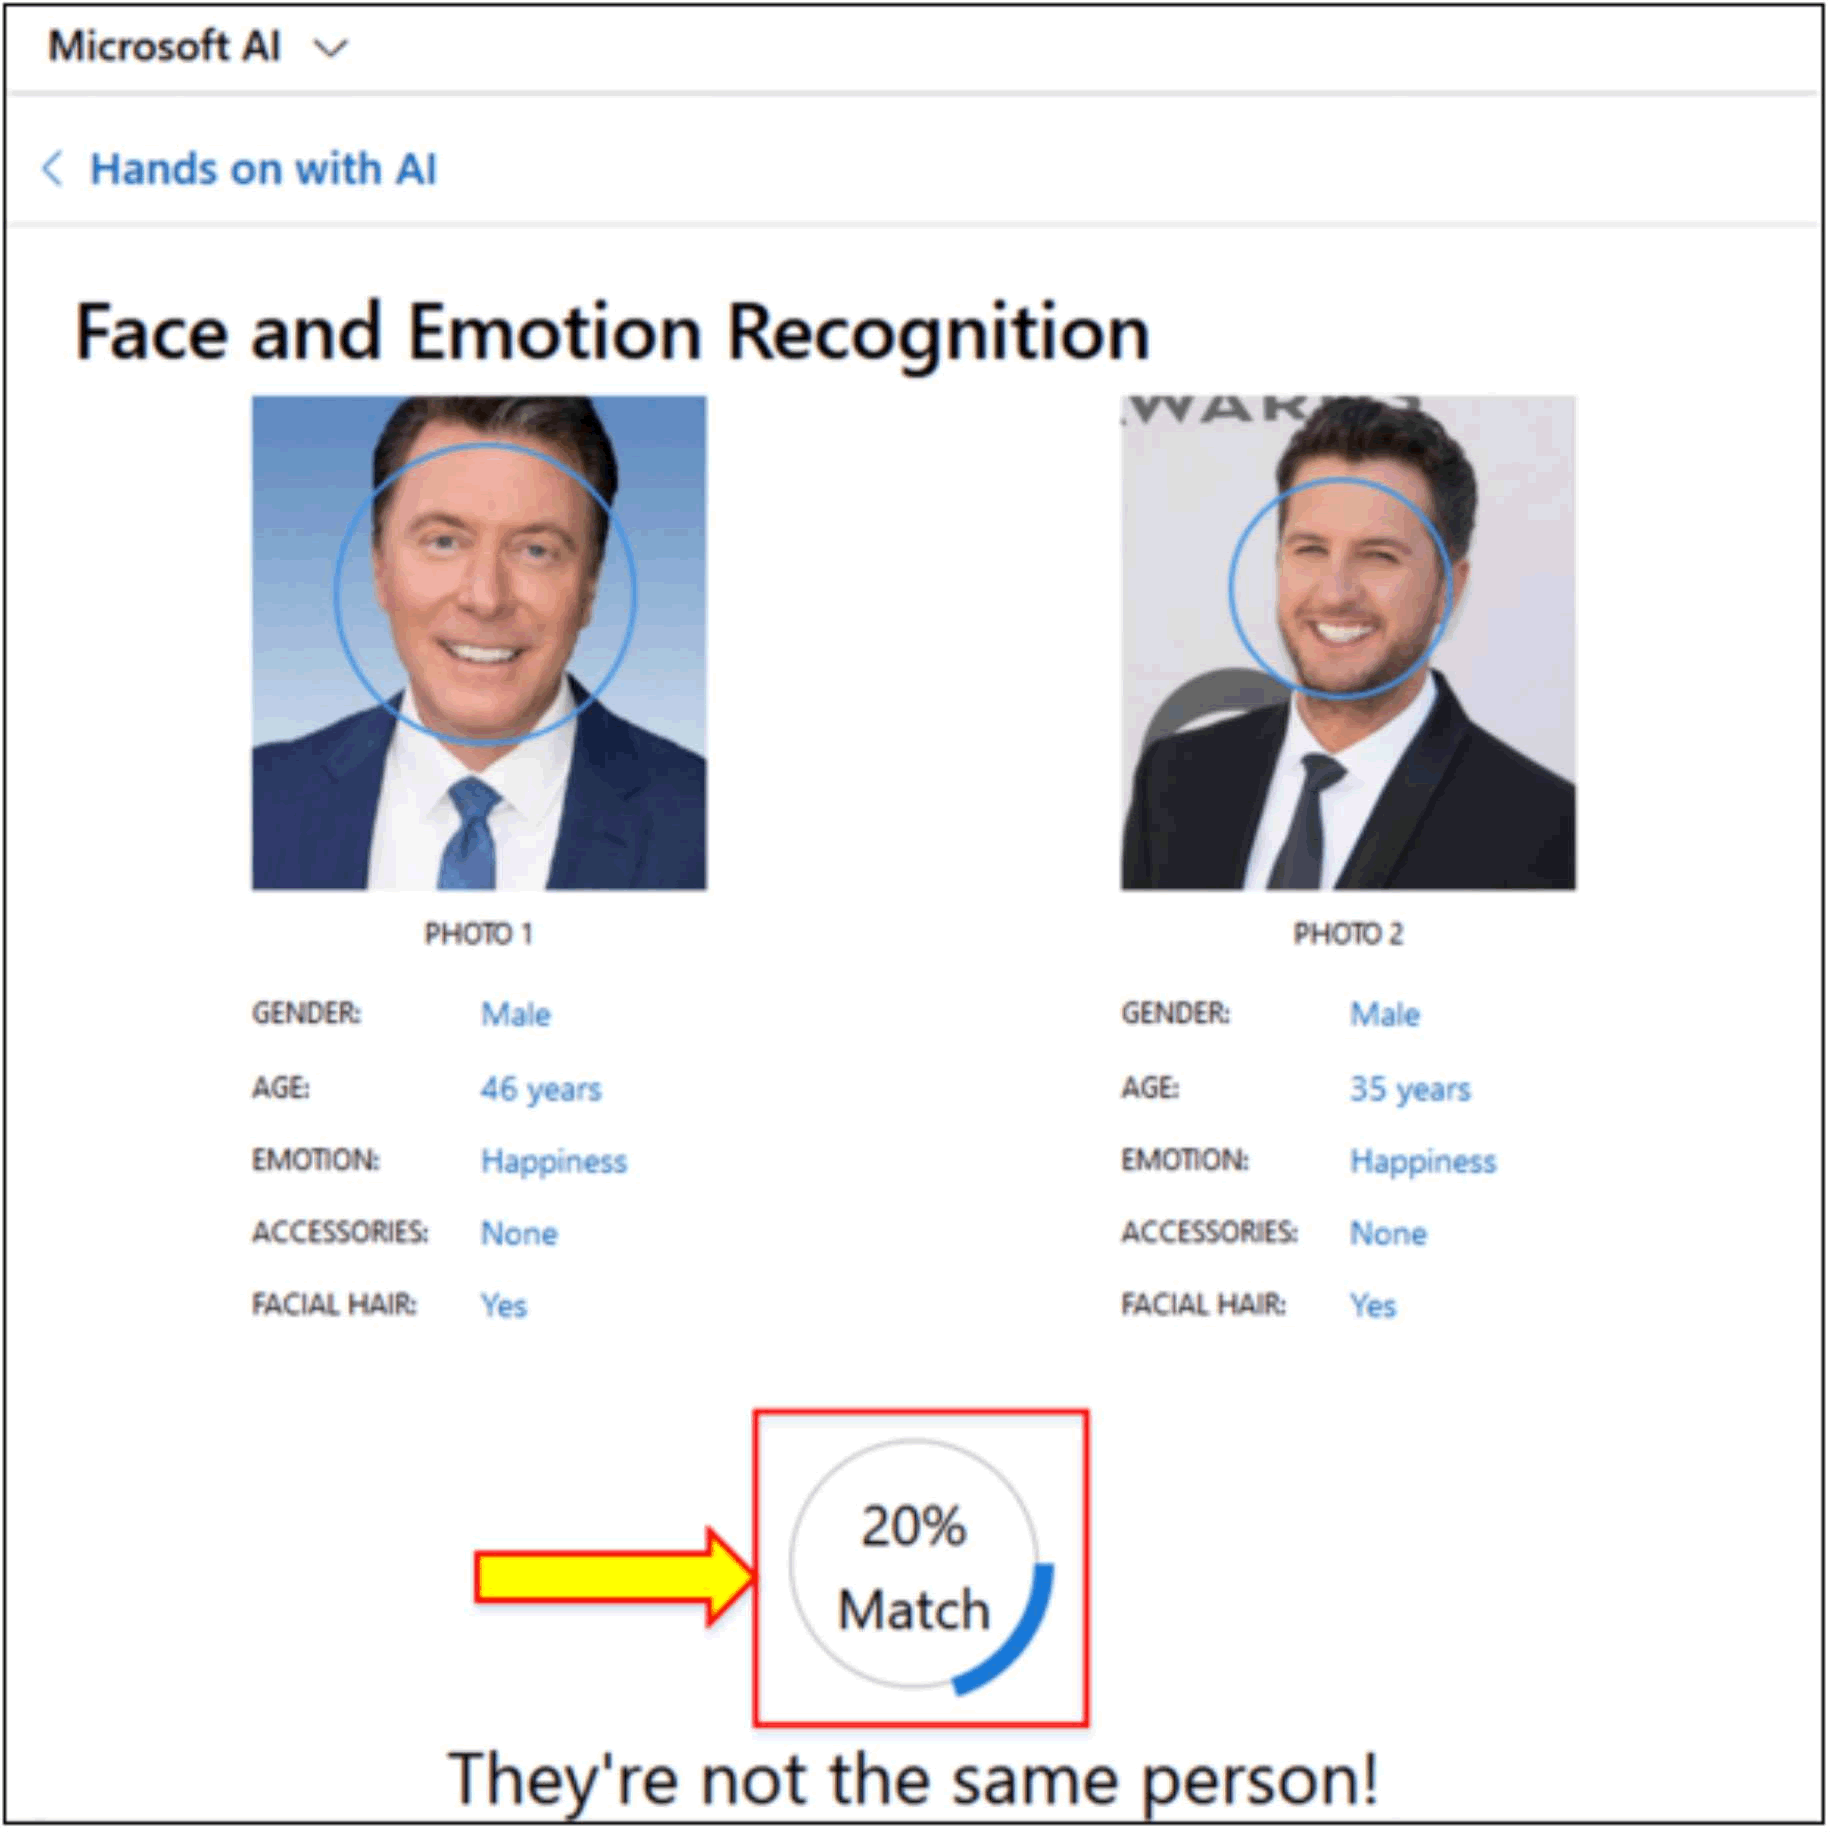 Microsoft AI
Hands on with AI
Face and Emotion Recognition
PHOTO 1
PHOTO 2
GENDER: Male
GENDER: Male
AGE: 46 years
AGE: 35 years
EMOTION: Happiness
EMOTION: Happiness
ACCESSORIES: None
ACCESSORIES: None
FACIAL HAIR: Yes
FACIAL HAIR: Yes
20%
Match
They're not the same person!